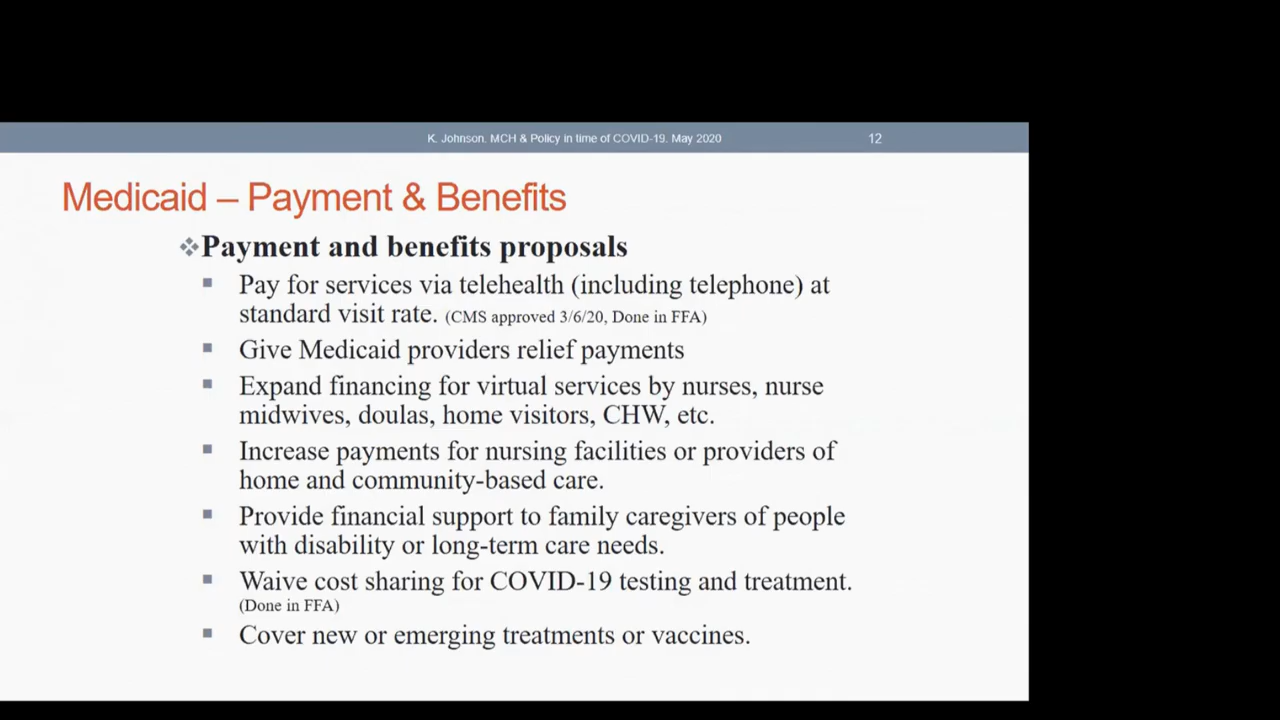 K. Johnson. MCH & Policy in time of COVID-19. May 2020 12
Medicaid – Payment & Benefits
❖Payment and benefits proposals
▪ Pay for services via telehealth (including telephone) at
standard visit rate. (CMS approved 3/6/20, Done in FFA)
▪ Give Medicaid providers relief payments
▪ Expand financing for virtual services by nurses, nurse
midwives, doulas, home visitors, CHW, etc.
▪ Increase payments for nursing facilities or providers of
home and community-based care.
▪ Provide financial support to family caregivers of people
with disability or long-term care needs.
▪ Waive cost sharing for COVID-19 testing and treatment.
(Done in FFA)
▪ Cover new or emerging treatments or vaccines.